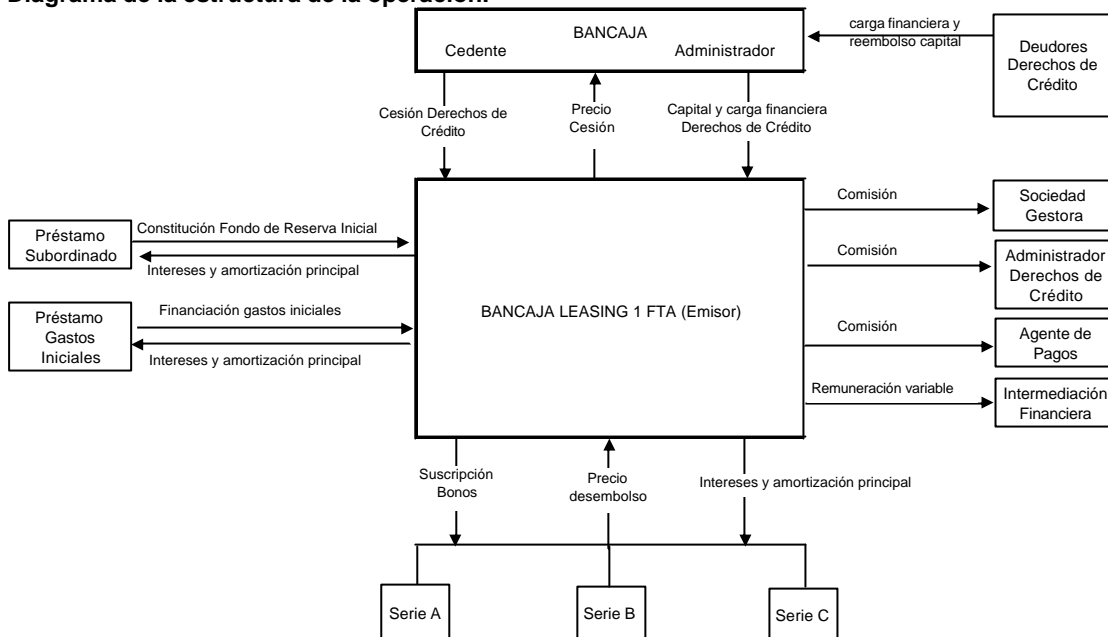 Diagrama de la estructura de la operación.
BANCAJA
Cedente
Administrador
carga financiera y
reembolso capital
Deudores
Derechos de
Crédito
Cesión Derechos de
Crédito
Precio
Cesión
Capital y carga financiera
Derechos de Crédito
Préstamo
Subordinado
Constitución Fondo de Reserva Inicial
Intereses y amortización principal
Préstamo
Gastos
Iniciales
Financiación gastos iniciales
Intereses y amortización principal
BANCAJA LEASING 1 FTA (Emisor)
Comisión
Sociedad
Gestora
Comisión
Administrador
Derechos de
Crédito
Comisión
Agente de
Pagos
Remuneración variable
Intermediación
Financiera
Suscripción
Bonos
Precio
desembolso
Intereses y amortización principal
Serie A
Serie B
Serie C